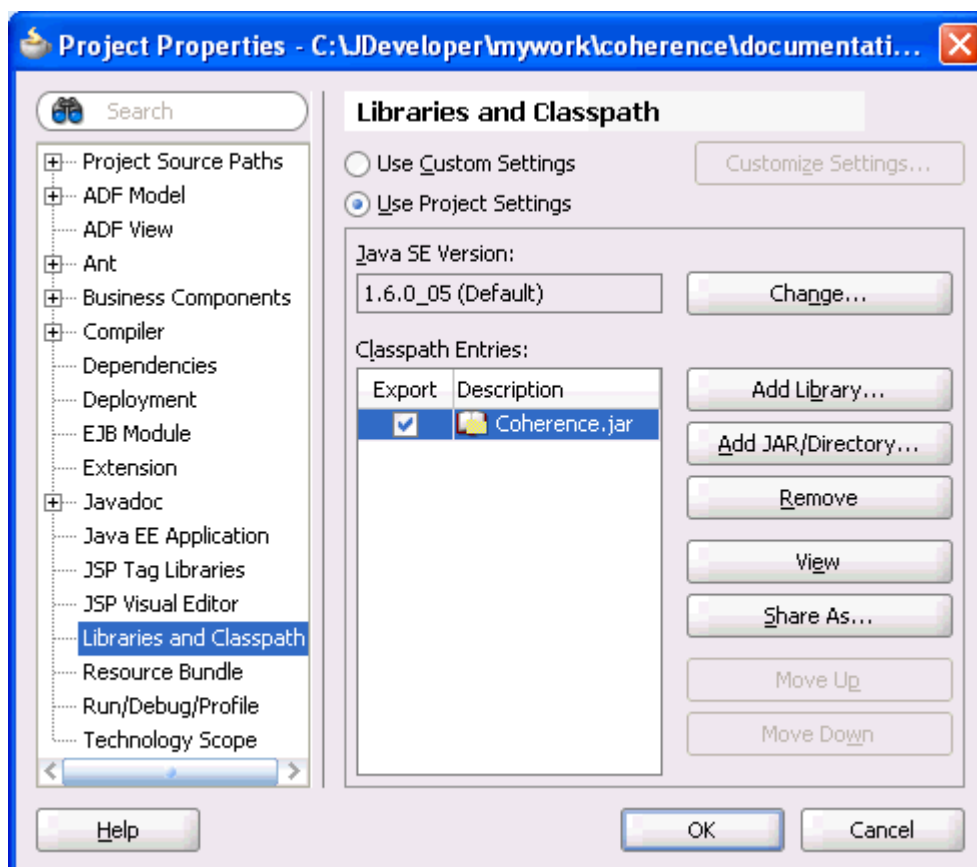 Project Properties - C:\JDeveloper\mywork\coherence\documentati...
Search
Project Source Paths
ADF Model
ADF View
Ant
Business Components
Compiler
Dependencies
Deployment
EJB Module
Extension
Javadoc
Java EE Application
JSP Tag Libraries
JSP Visual Editor
Libraries and Classpath
Resource Bundle
Run/Debug/Profile
Technology Scope
Libraries and Classpath
Use Custom Settings
Customize Settings...
Use Project Settings
Java SE Version:
1.6.0_05 (Default)
Change...
Classpath Entries:
Export Description
Coherence.jar
Add Library...
Add JAR/Directory...
Remove
View
Share As...
Move Up
Move Down
Help
OK
Cancel